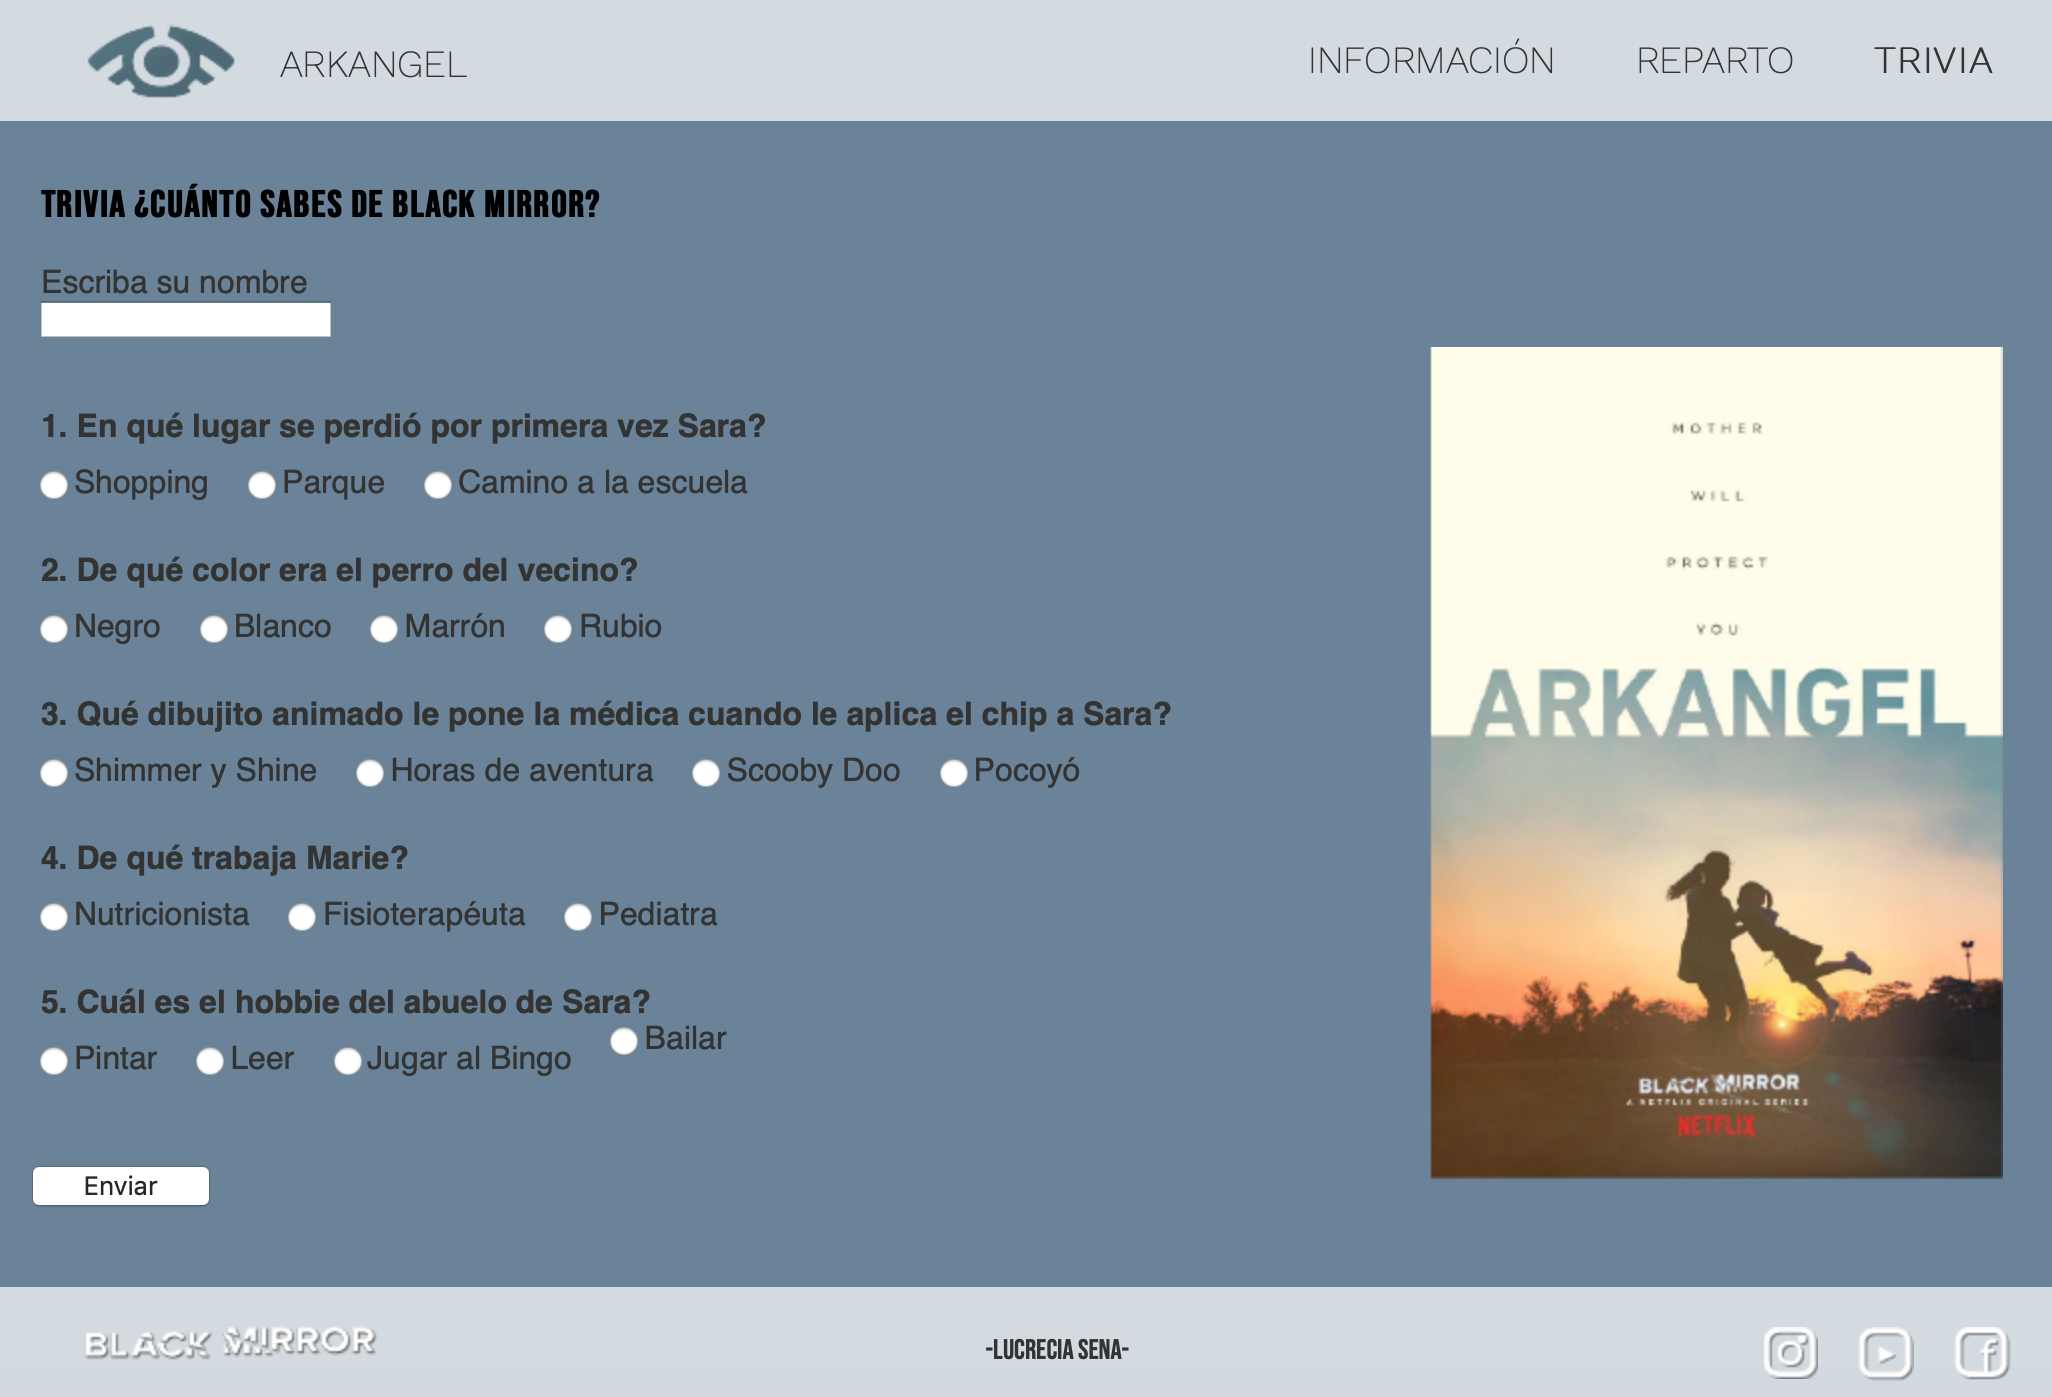 ARKANGEL
INFORMACIÓN REPARTO TRIVIA
TRIVIA ¿CUÁNTO SABES DE BLACK MIRROR?
Escriba su nombre
1. En qué lugar se perdió por primera vez Sara?
Shopping Parque Camino a la escuela
2. De qué color era el perro del vecino?
Negro Blanco Marrón Rubio
3. Qué dibujito animado le pone la médica cuando le aplica el chip a Sara?
Shimmer y Shine Horas de aventura Scooby Doo Pocoyó
4. De qué trabaja Marie?
Nutricionista Fisioterapéuta Pediatra
5. Cuál es el hobbie del abuelo de Sara?
Pintar Leer Jugar al Bingo Bailar
Enviar
MOTHER
WILL
PROTECT
YOU
ARKANGEL
BLACK MIRROR
A NETFLIX ORIGINAL SERIES
NETFLIX
BLACK MIRROR
-LUCRECIA SENA-